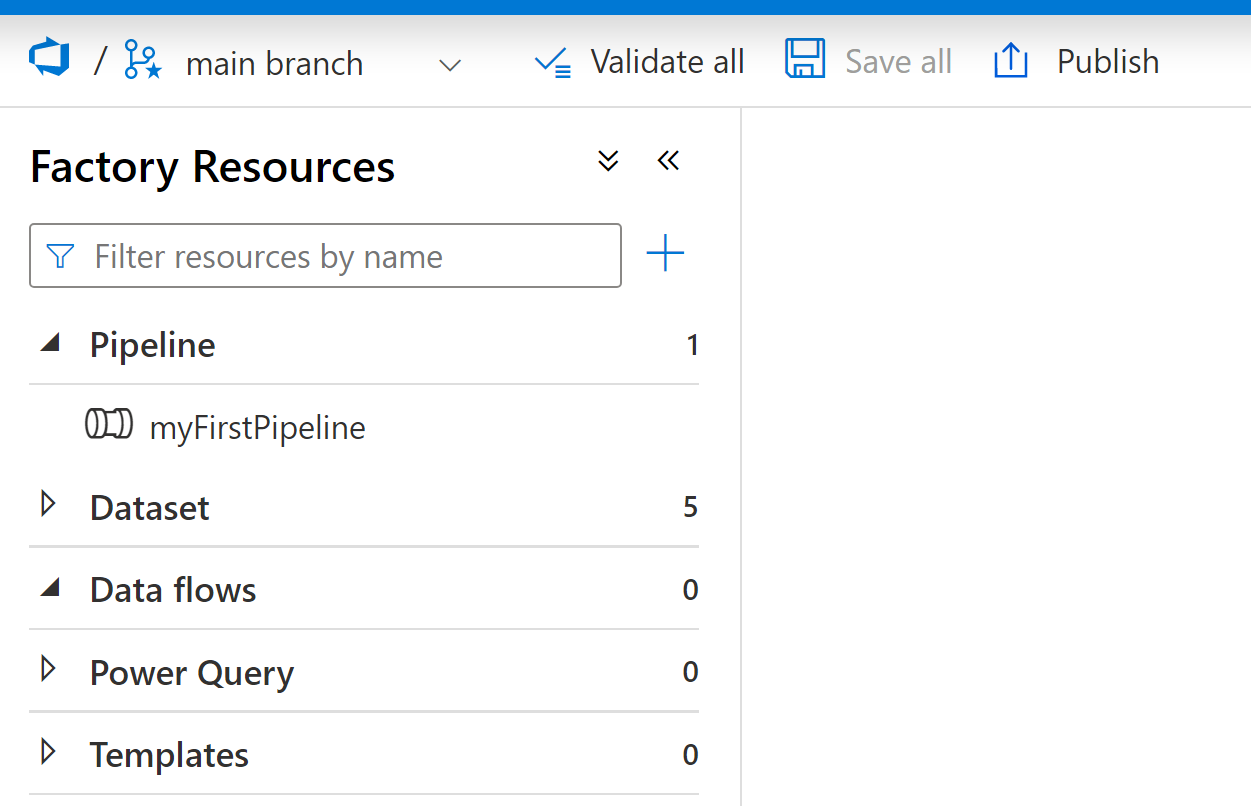 / main branch Validate all Save all Publish
Factory Resources
Filter resources by name
Pipeline 1
myFirstPipeline
Dataset 5
Data flows 0
Power Query 0
Templates 0